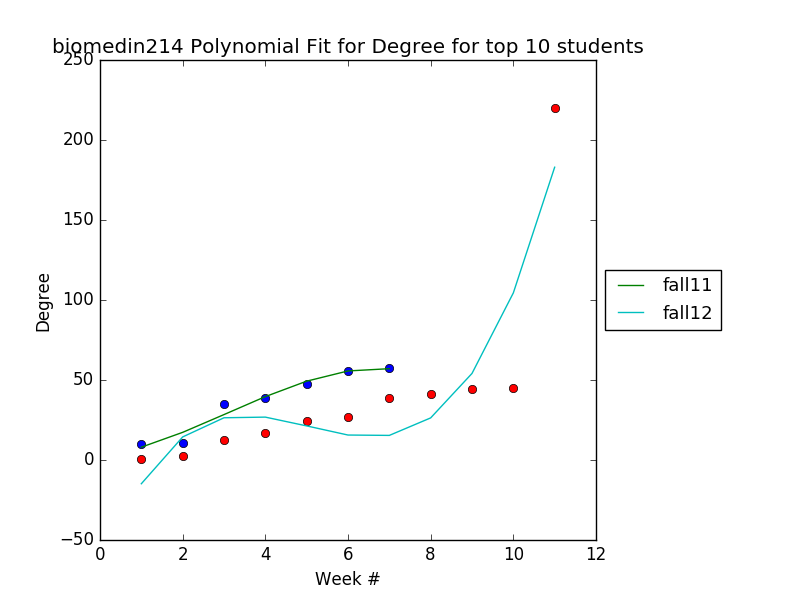 biomedin214 Polynomial Fit for Degree for top 10 students
250
200
150
100
50
0
−50
Degree
0 2 4 6 8 10 12
Week #
fall11
fall12